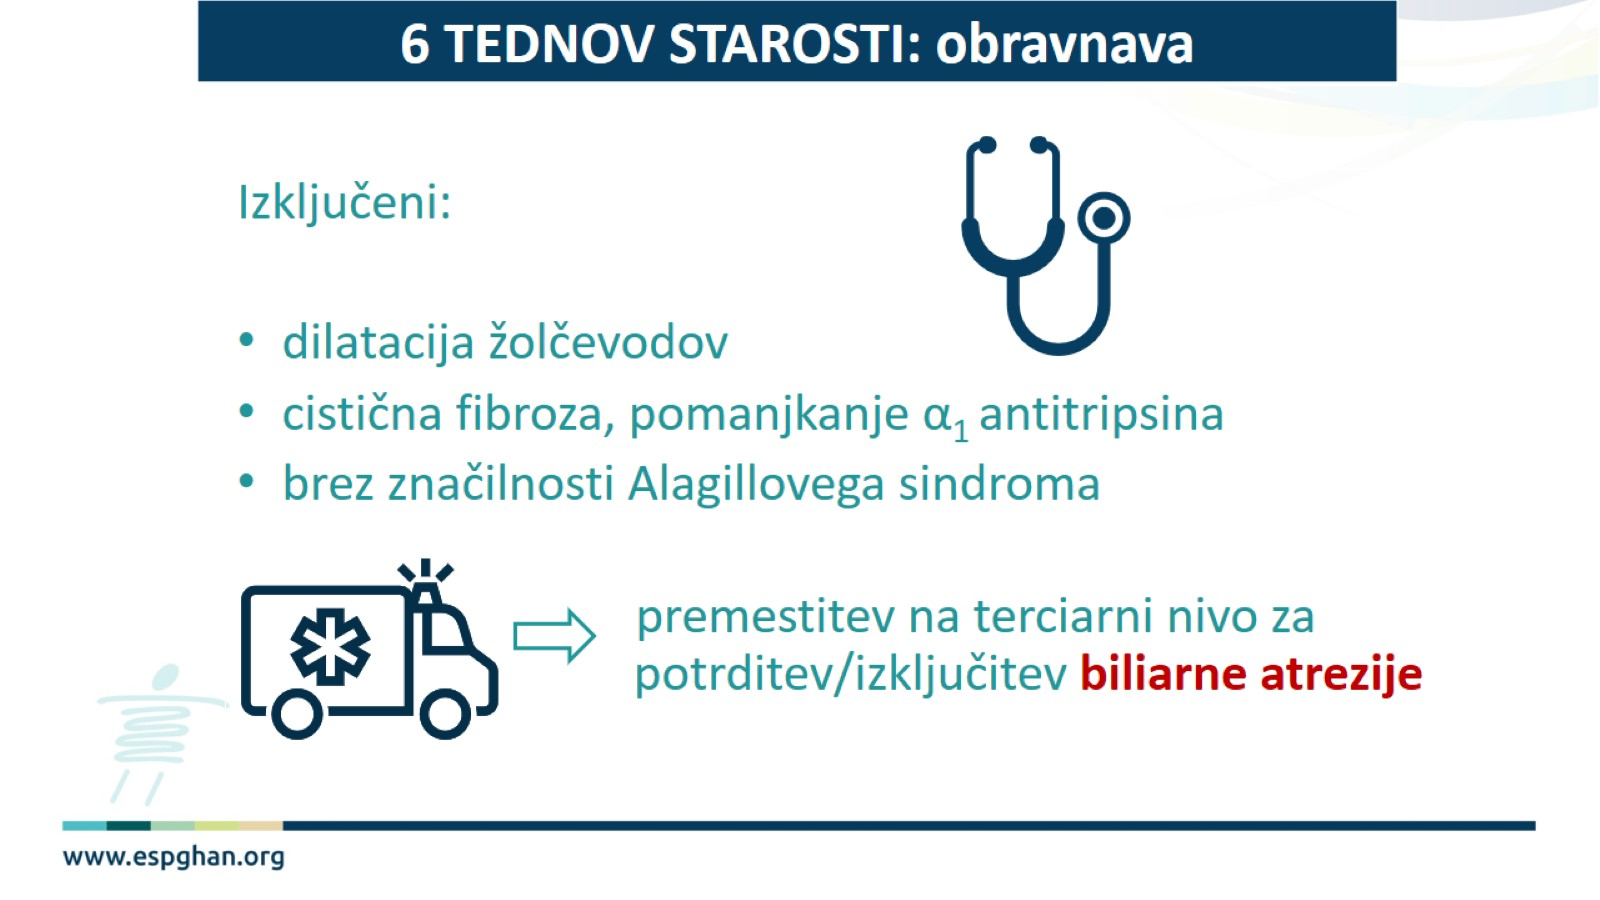 6 TEDNOV STAROSTI: obravnava
Izključeni:
• dilatacija žolčevodov
• cistična fibroza, pomanjkanje α₁ antitripsina
• brez značilnosti Alagillovega sindroma
premestitev na terciarni nivo za
potrditev/izključitev biliarne atrezije
www.espghan.org